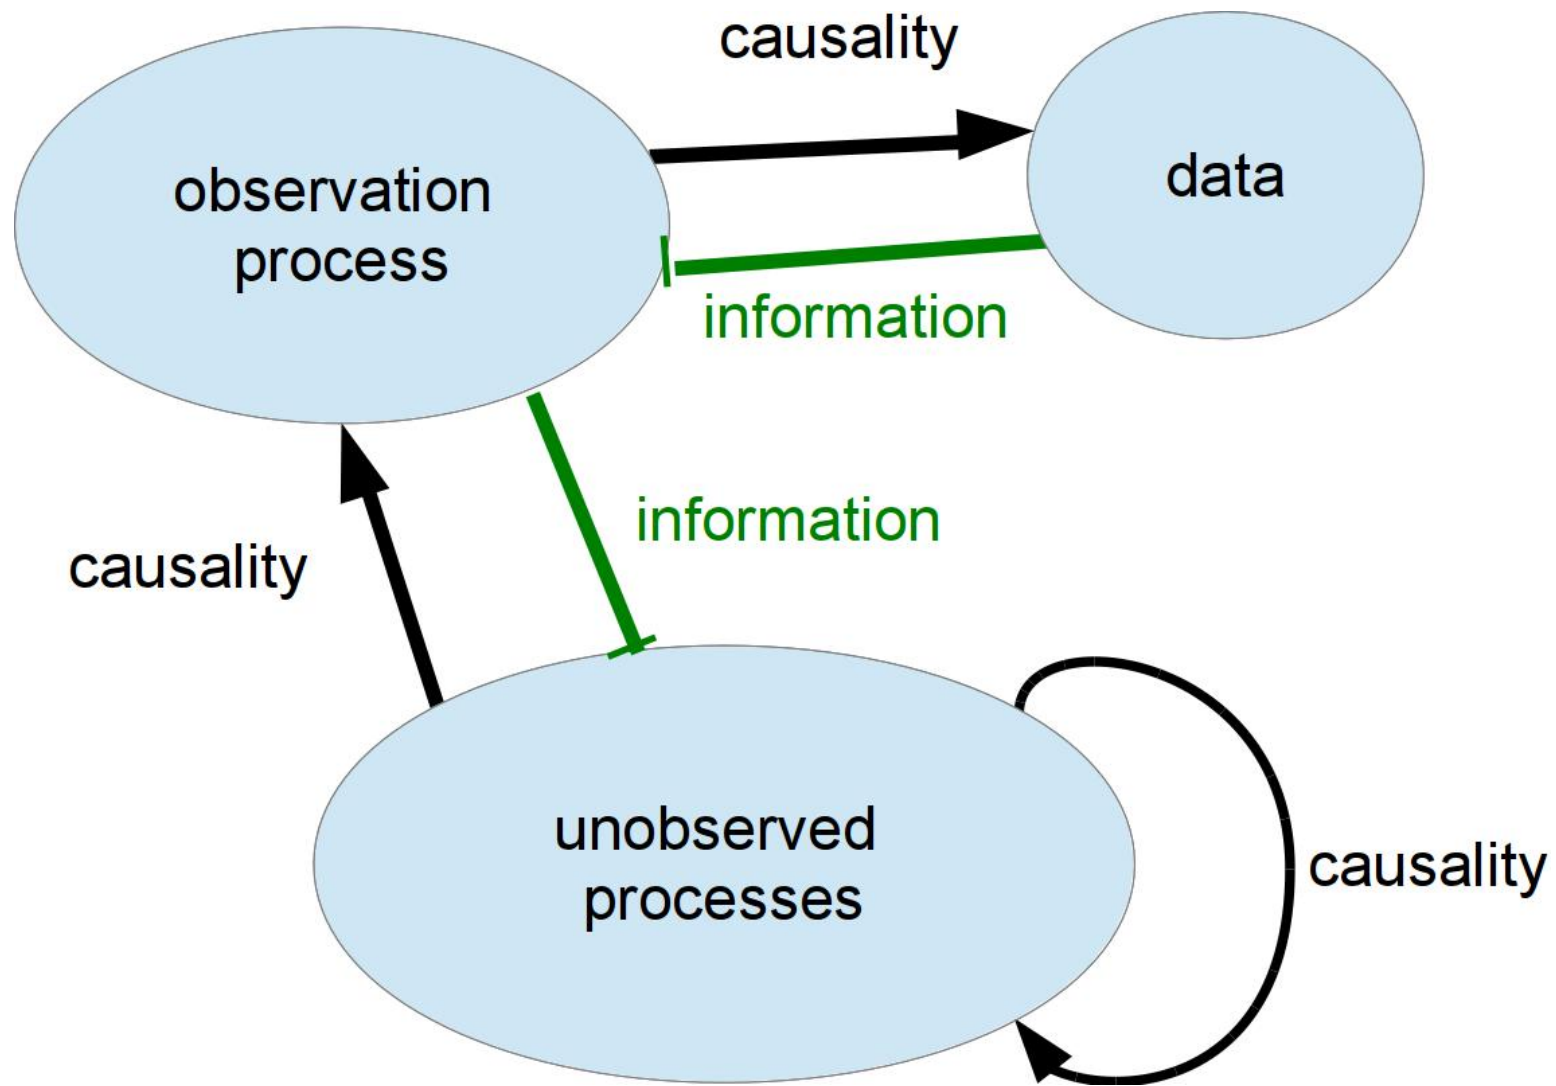 causality
observation
process
data
information
information
causality
unobserved
processes
causality